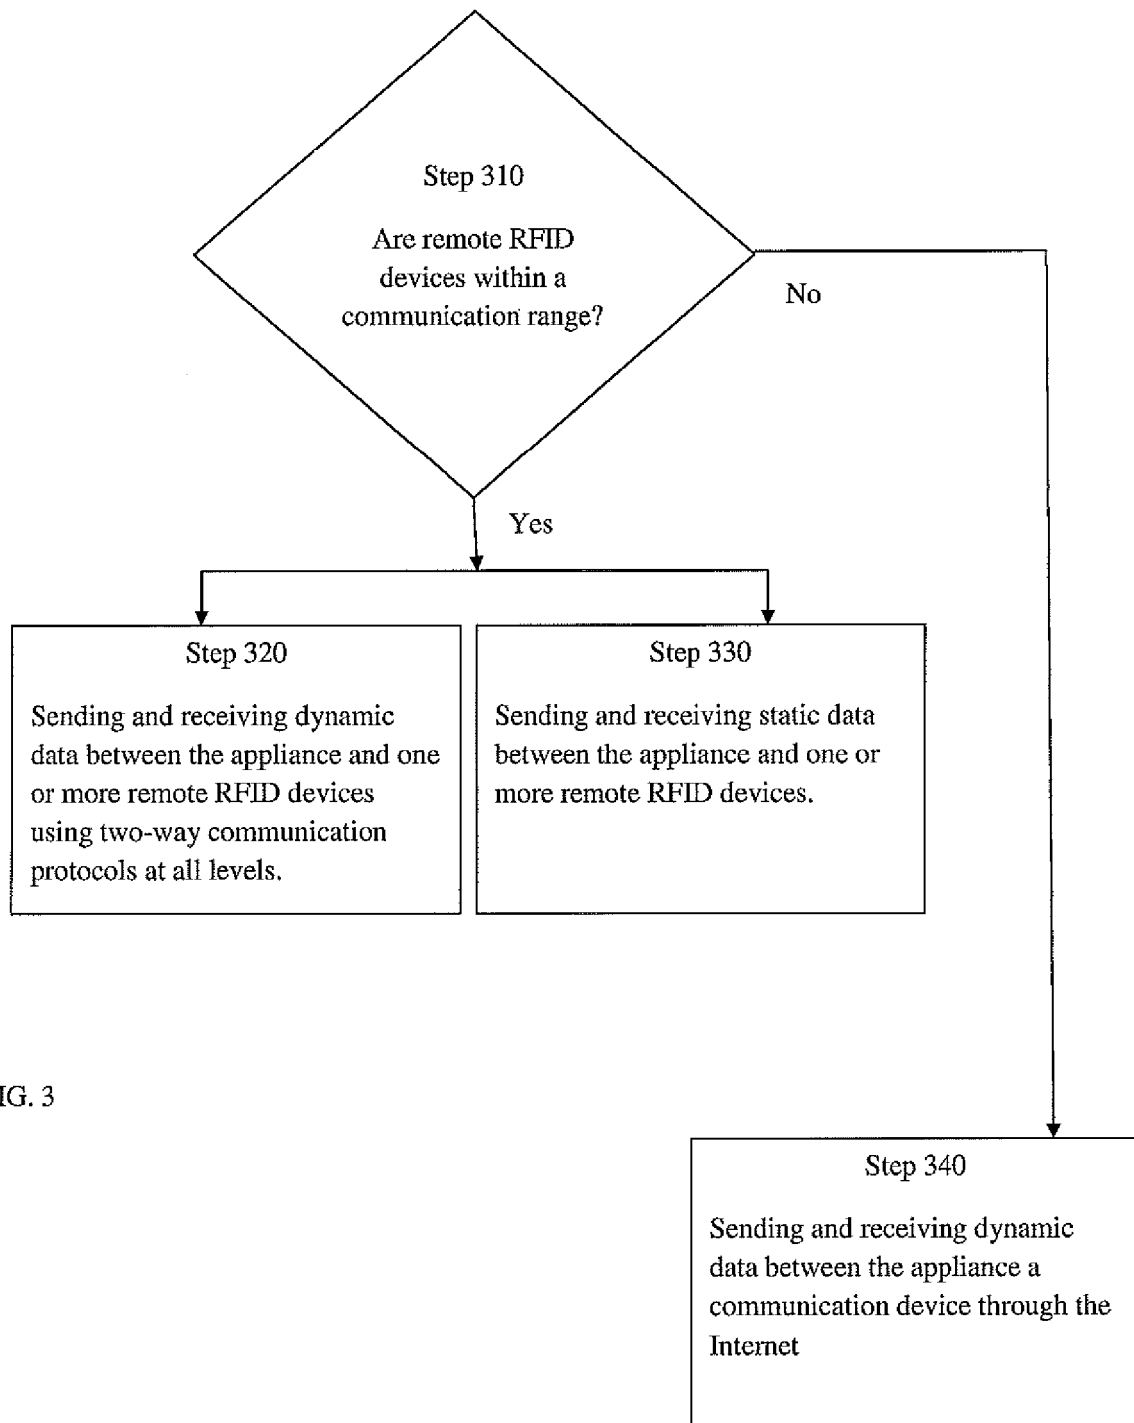 Step 310
Are remote RFID
devices within a
communication range?
No
Yes
Step 320
Sending and receiving dynamic
data between the appliance and one
or more remote RFID devices
using two-way communication
protocols at all levels.
Step 330
Sending and receiving static data
between the appliance and one or
more remote RFID devices.
IG. 3
Step 340
Sending and receiving dynamic
data between the appliance a
communication device through the
Internet